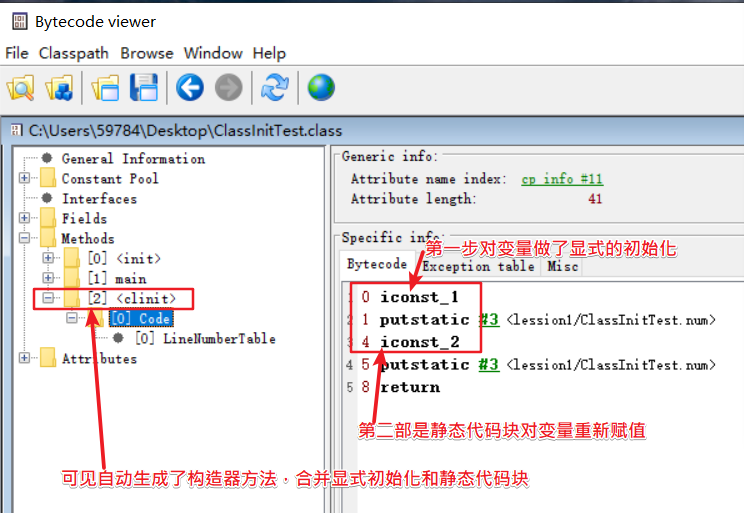 Bytecode viewer
File Classpath Browse Window Help
C:\Users\59784\Desktop\ClassInitTest.class
General Information
Constant Pool
Interfaces
Fields
Methods
[0] <init>
[1] main
[2] <clinit>
[0] Code
[0] LineNumberTable
Attributes
Generic info:
Attribute name index: cp info #11
Attribute length: 41
Specific info:
第一步对变量做了显式的初始化
Bytecode Exception table Misc
1 0 iconst_1
2 1 putstatic #3 <lession1/ClassInitTest.num>
3 4 iconst_2
4 5 putstatic #3 <lession1/ClassInitTest.num>
5 8 return
第二部是静态代码块对变量重新赋值
可见自动生成了构造器方法，合并显式初始化和静态代码块